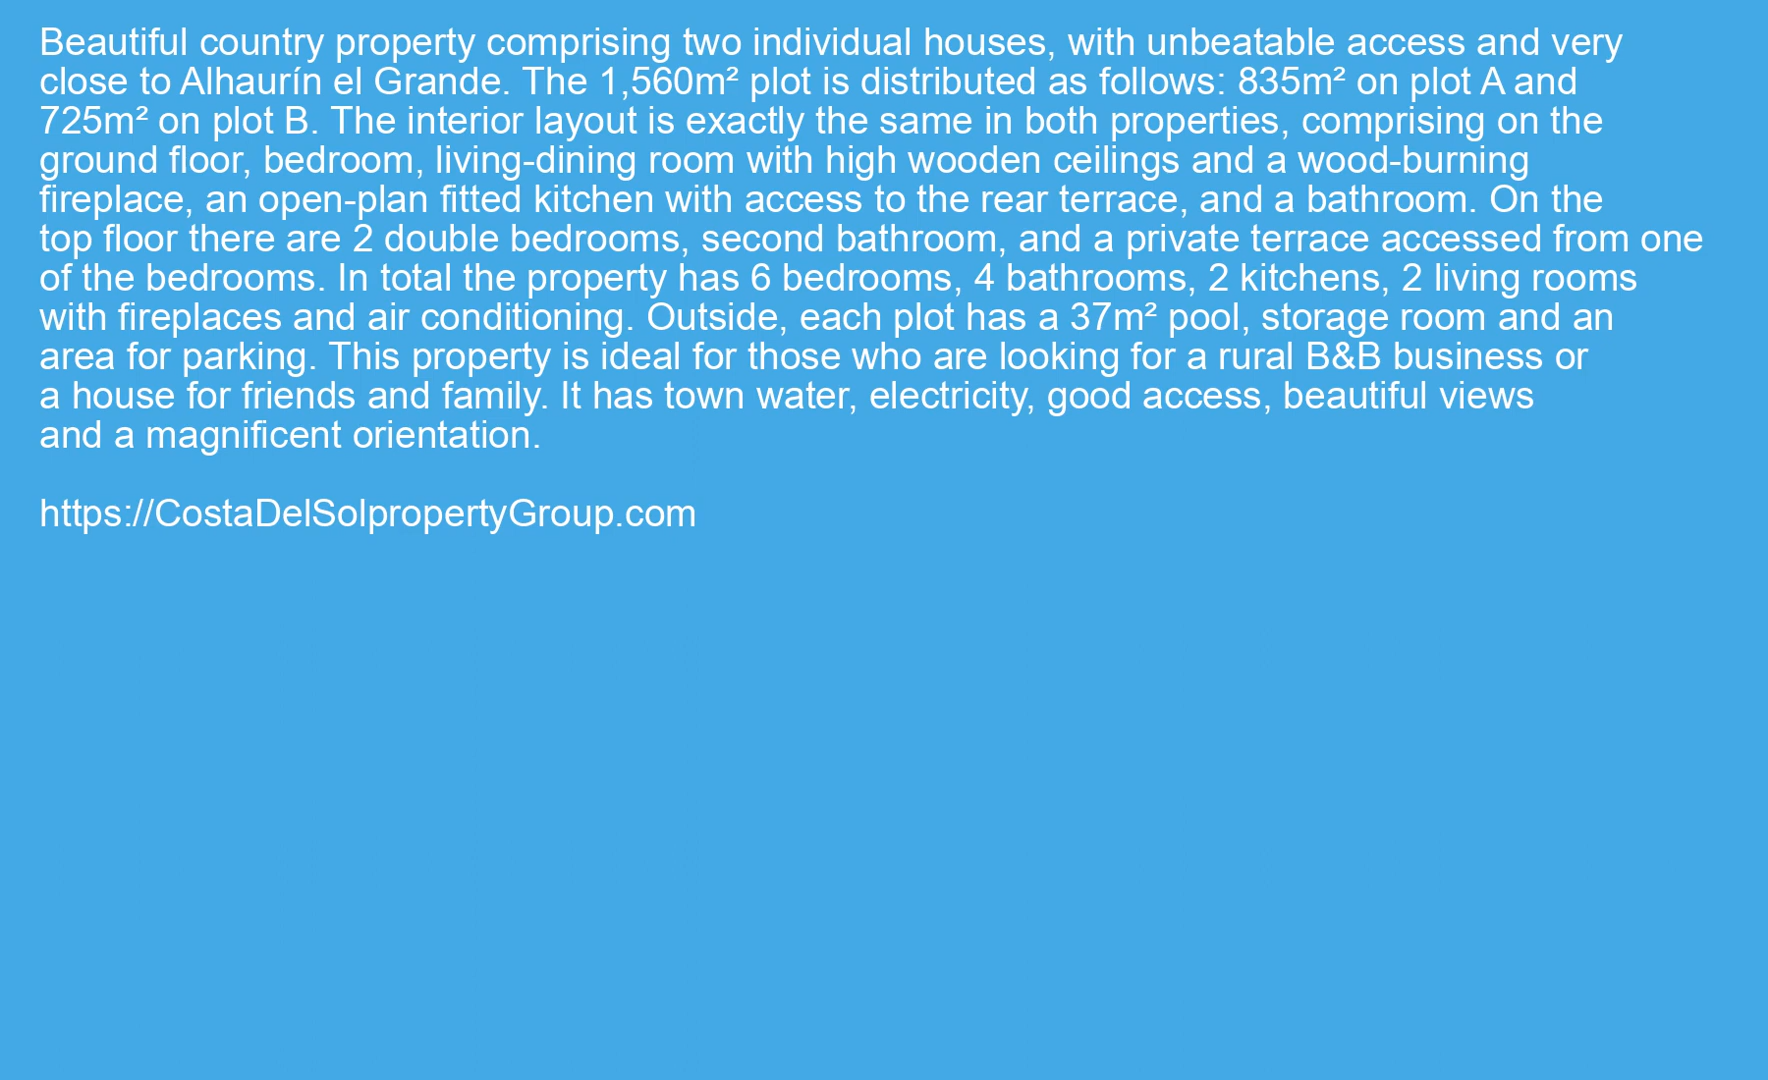 Beautiful country property comprising two individual houses, with unbeatable access and very
close to Alhaurín el Grande. The 1,560m² plot is distributed as follows: 835m² on plot A and
725m² on plot B. The interior layout is exactly the same in both properties, comprising on the
ground floor, bedroom, living-dining room with high wooden ceilings and a wood-burning
fireplace, an open-plan fitted kitchen with access to the rear terrace, and a bathroom. On the
top floor there are 2 double bedrooms, second bathroom, and a private terrace accessed from one
of the bedrooms. In total the property has 6 bedrooms, 4 bathrooms, 2 kitchens, 2 living rooms
with fireplaces and air conditioning. Outside, each plot has a 37m² pool, storage room and an
area for parking. This property is ideal for those who are looking for a rural B&B business or
a house for friends and family. It has town water, electricity, good access, beautiful views
and a magnificent orientation.
https://CostaDelSolpropertyGroup.com